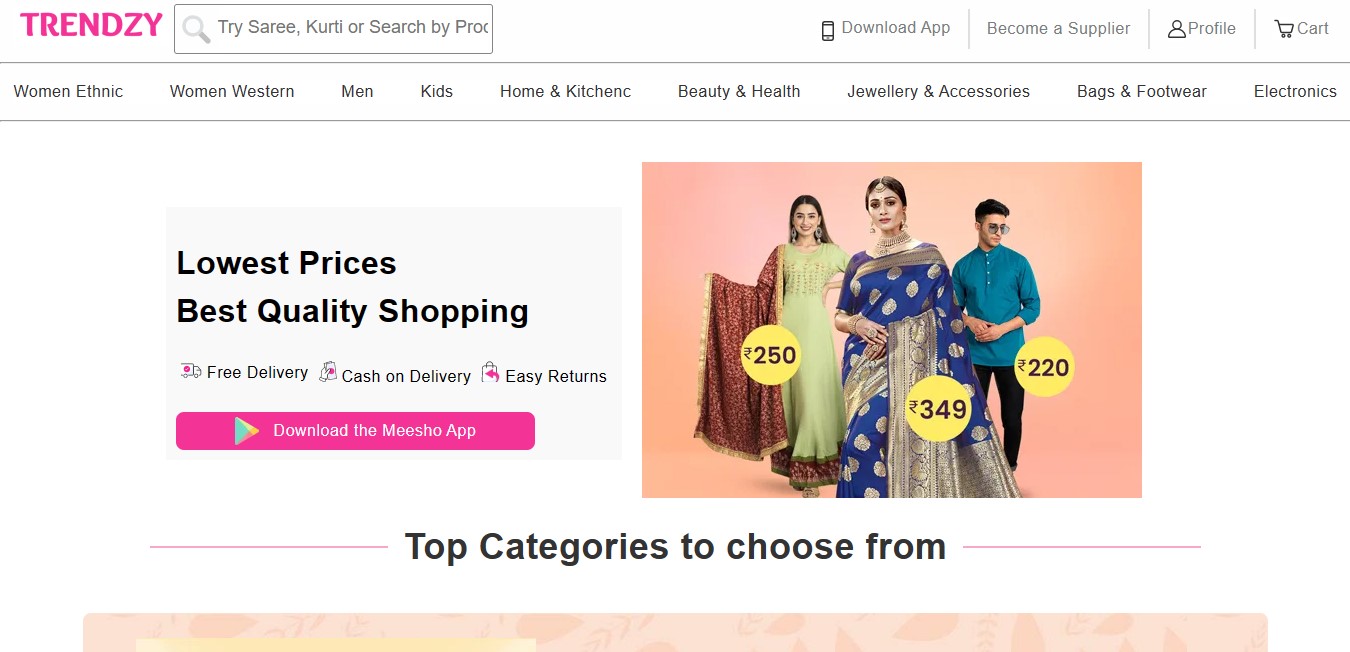 TRENDZY
Try Saree, Kurti or Search by Proc
Download App
Become a Supplier
Profile
Cart
Women Ethnic
Women Western
Men
Kids
Home & Kitchenc
Beauty & Health
Jewellery & Accessories
Bags & Footwear
Electronics
Lowest Prices
Best Quality Shopping
Free Delivery
Cash on Delivery
Easy Returns
Download the Meesho App
₹250
₹349
₹220
Top Categories to choose from